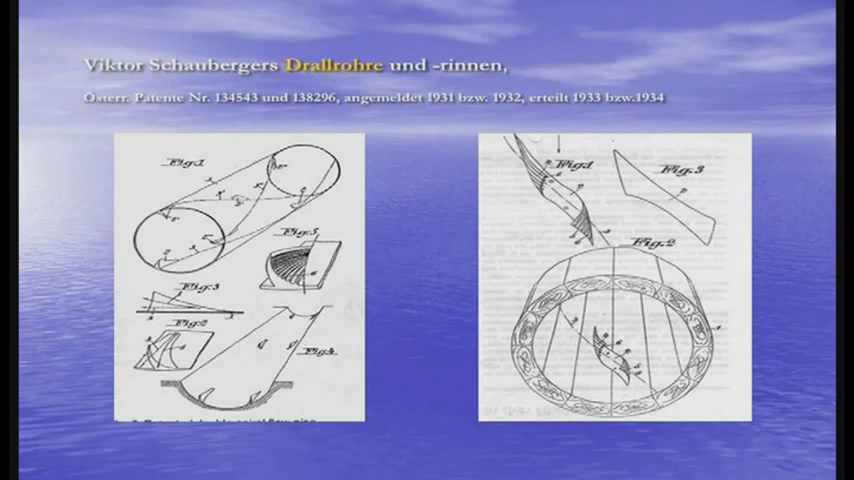 Viktor Schaubergers Drallrohre und -rinnen,
Österr. Patente Nr. 134543 und 138296, angemeldet 1931 bzw. 1932, erteilt 1933 bzw.1934
Fig.1
Fig.5
Fig.3
Fig.2
Fig.4
Fig.1
Fig.3
Fig.2